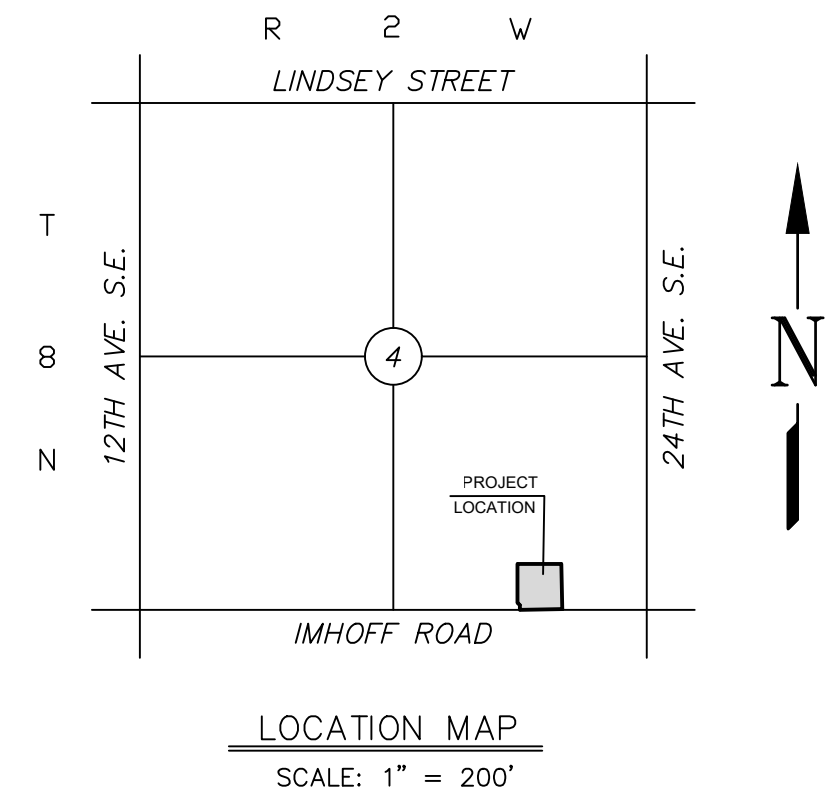 R 2 W
LINDSEY STREET
T
8
N
12TH AVE. S.E.
24TH AVE. S.E.
4
N
PROJECT
LOCATION
IMHOFF ROAD
LOCATION MAP
SCALE: 1" = 200'